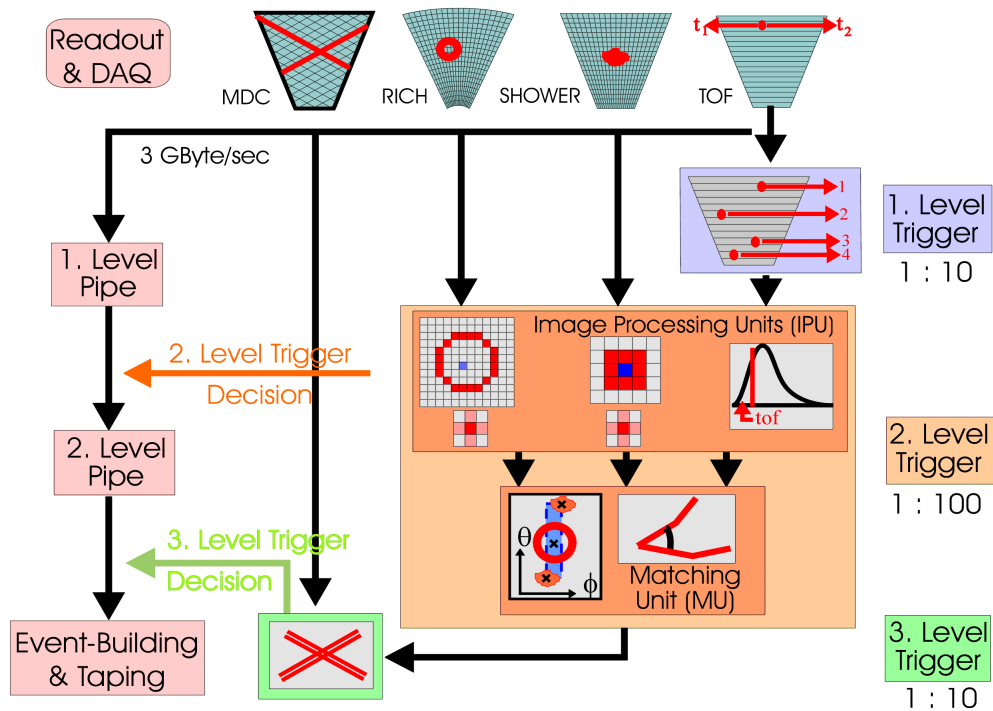 Readout
& DAQ
MDC
RICH
SHOWER
TOF
t1
t2
3 GByte/sec
1
2
3
4
1. Level
Trigger
1 : 10
1. Level
Pipe
Image Processing Units (IPU)
tof
2. Level Trigger
Decision
2. Level
Pipe
2. Level
Trigger
1 : 100
θ
ϕ
Matching
Unit (MU)
3. Level Trigger
Decision
Event-Building
& Taping
3. Level
Trigger
1 : 10